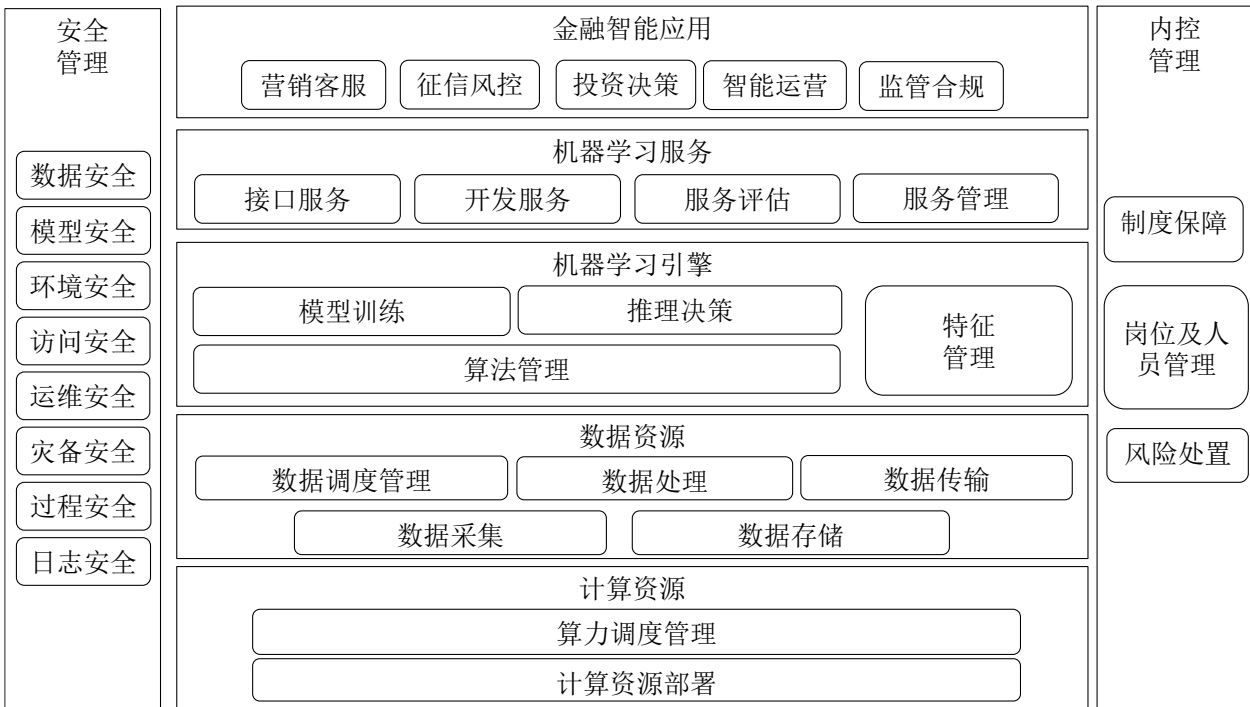 安全
管理
数据安全
模型安全
环境安全
访问安全
运维安全
灾备安全
过程安全
日志安全
金融智能应用
营销客服
征信风控
投资决策
智能运营
监管合规
机器学习服务
接口服务
开发服务
服务评估
服务管理
机器学习引擎
模型训练
推理决策
算法管理
特征
管理
数据资源
数据调度管理
数据处理
数据传输
数据采集
数据存储
计算资源
算力调度管理
计算资源部署
内控
管理
制度保障
岗位及人
员管理
风险处置